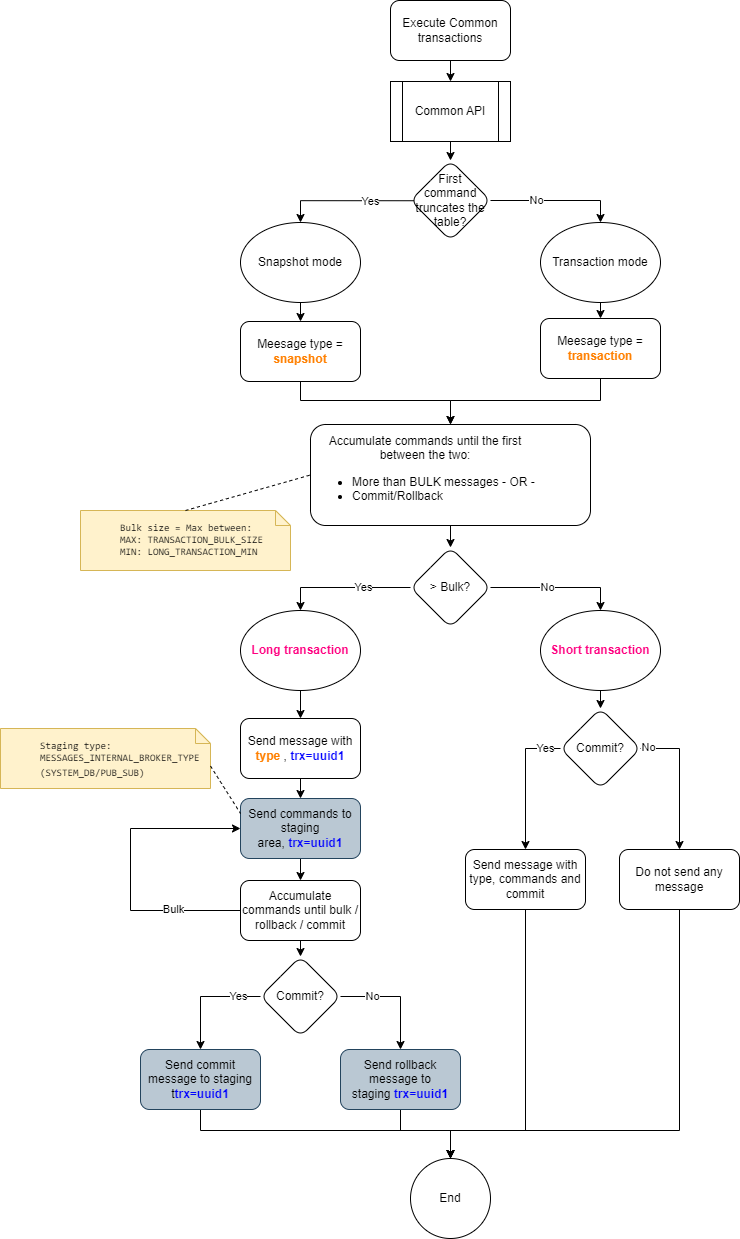 Execute Common
transactions
Common API
First
command
truncates the
table?
Yes
No
Snapshot mode
Transaction mode
Meesage type =
snapshot
Meesage type =
transaction
Accumulate commands until the first
between the two:
• More than BULK messages - OR -
• Commit/Rollback
Bulk size = Max between:
MAX: TRANSACTION_BULK_SIZE
MIN: LONG_TRANSACTION_MIN
> Bulk?
Yes
No
Long transaction
Short transaction
Send message with
type , trx=uuid1
Commit?
Yes
No
Staging type:
MESSAGES_INTERNAL_BROKER_TYPE
(SYSTEM_DB/PUB_SUB)
Send commands to
staging
area, trx=uuid1
Send message with
type, commands and
commit
Do not send any
message
Accumulate
commands until bulk /
rollback / commit
Bulk
Commit?
Yes
No
Send commit
message to staging
ttrx=uuid1
Send rollback
message to
staging trx=uuid1
End